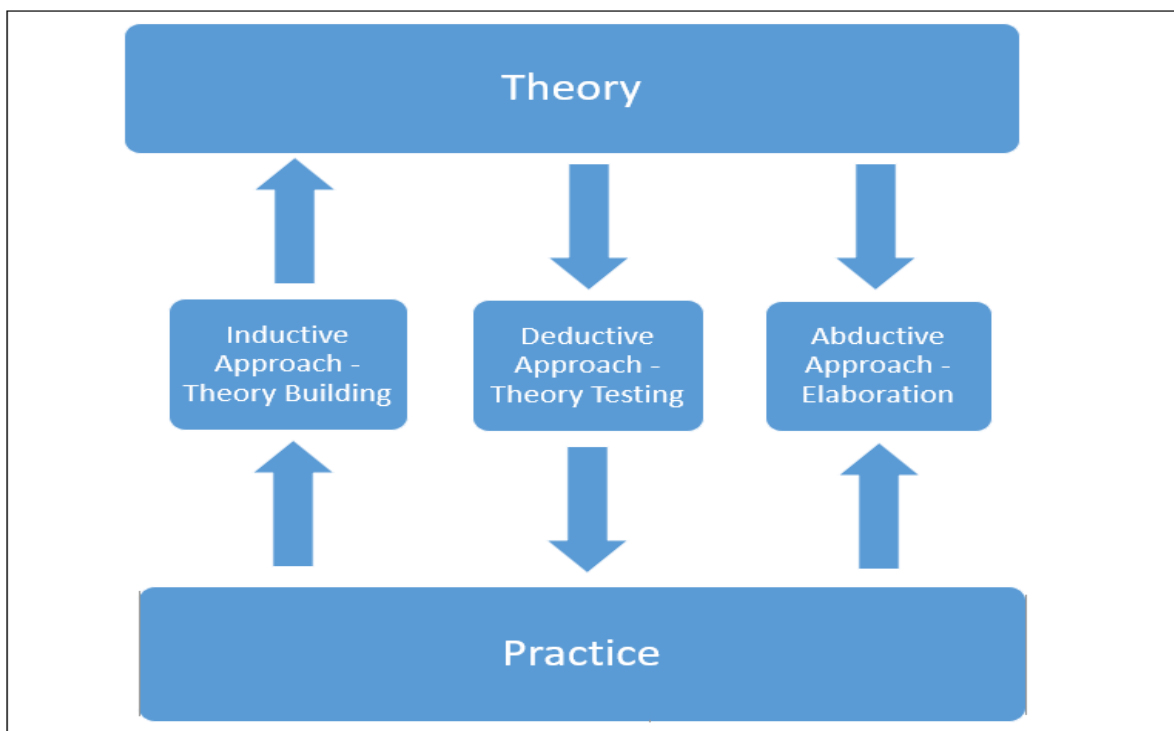 Theory
Inductive
Approach -
Theory Building
Deductive
Approach -
Theory Testing
Abductive
Approach -
Elaboration
Practice